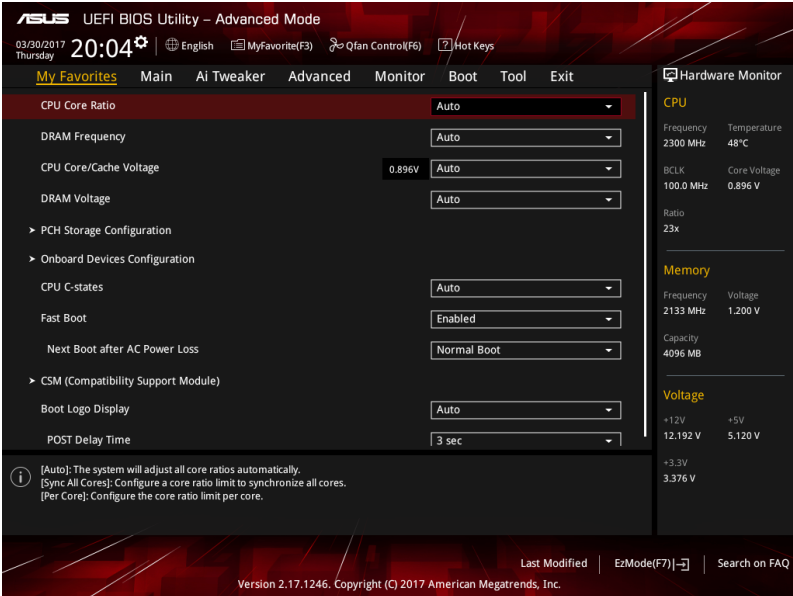 ASUS UEFI BIOS Utility – Advanced Mode
03/30/2017 Thursday 20:04 English MyFavorite(F3) Qfan Control(F6) ? Hot Keys
My Favorites Main Ai Tweaker Advanced Monitor Boot Tool Exit
CPU Core Ratio Auto
DRAM Frequency Auto
CPU Core/Cache Voltage 0.896V Auto
DRAM Voltage Auto
> PCH Storage Configuration
> Onboard Devices Configuration
CPU C-states Auto
Fast Boot Enabled
Next Boot after AC Power Loss Normal Boot
> CSM (Compatibility Support Module)
Boot Logo Display Auto
POST Delay Time 3 sec
[Auto]: The system will adjust all core ratios automatically.
[Sync All Cores]: Configure a core ratio limit to synchronize all cores.
[Per Core]: Configure the core ratio limit per core.
Hardware Monitor
CPU
Frequency Temperature
2300 MHz 48°C
BCLK Core Voltage
100.0 MHz 0.896 V
Ratio
23x
Memory
Frequency Voltage
2133 MHz 1.200 V
Capacity
4096 MB
Voltage
+12V +5V
12.192 V 5.120 V
+3.3V
3.376 V
Last Modified EzMode(F7) Search on FAQ
Version 2.17.1246. Copyright (C) 2017 American Megatrends, Inc.